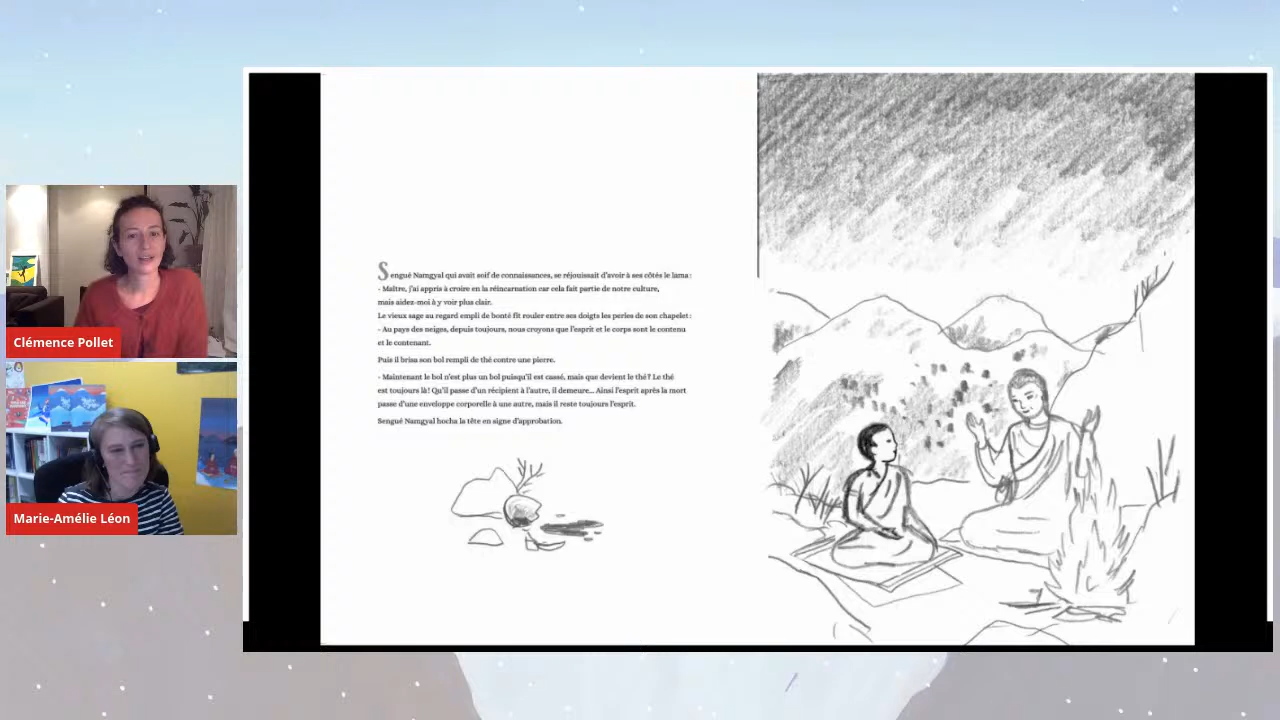 Clémence Pollet
Marie-Amélie Léon
Sengué Namgyal qui avait soif de connaissances, se réjouissait d'avoir à ses côtés le lama :
- Maître, j'ai appris à croire en la réincarnation car cela fait partie de notre culture,
mais aidez-moi à y voir plus clair.
Le vieux sage au regard empli de bonté fit rouler entre ses doigts les perles de son chapelet :
- Au pays des neiges, depuis toujours, nous croyons que l'esprit et le corps sont le contenu
et le contenant.
Puis il brisa son bol rempli de thé contre une pierre.
- Maintenant le bol n'est plus un bol puisqu'il est cassé, mais que devient le thé ? Le thé
est toujours là ! Qu'il passe d'un récipient à l'autre, il demeure... Ainsi l'esprit après la mort
passe d'une enveloppe corporelle à une autre, mais il reste toujours l'esprit.
Sengué Namgyal hocha la tête en signe d'approbation.